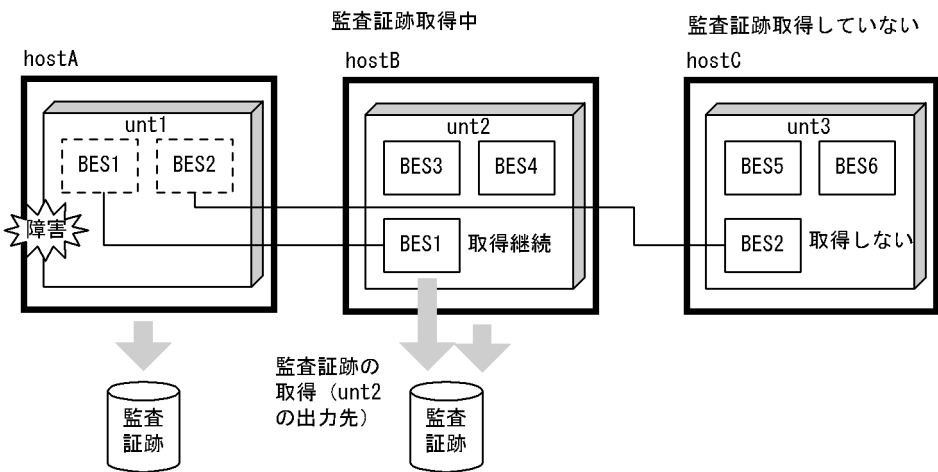 監査証跡取得中
監査証跡取得していない
hostA
hostB
hostC
unt1
unt2
unt3
BES1
BES2
BES3
BES4
BES5
BES6
障害
BES1
取得継続
BES2
取得しない
監査証跡の
取得（unt2
の出力先）
監査
証跡
監査
証跡